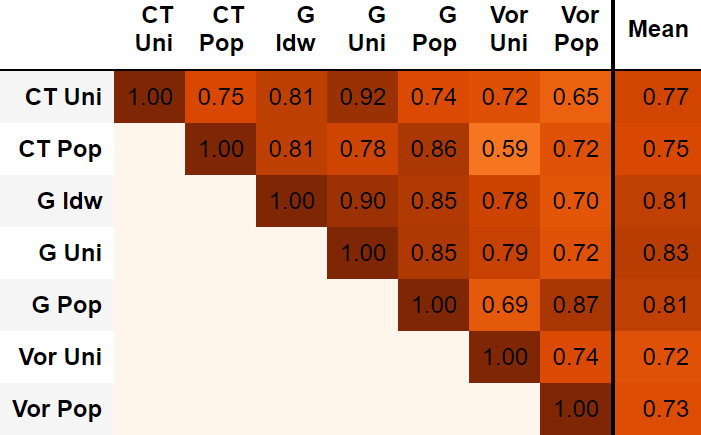 CT CT G G G Vor Vor
Uni Pop Idw Uni Pop Uni Pop Mean
CT Uni 1.00 0.75 0.81 0.92 0.74 0.72 0.65 0.77
CT Pop 1.00 0.81 0.78 0.86 0.59 0.72 0.75
G Idw 1.00 0.90 0.85 0.78 0.70 0.81
G Uni 1.00 0.85 0.79 0.72 0.83
G Pop 1.00 0.69 0.87 0.81
Vor Uni 1.00 0.74 0.72
Vor Pop 1.00 0.73